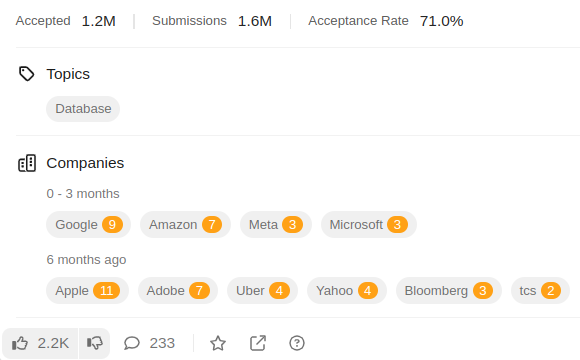 Accepted 1.2M Submissions 1.6M Acceptance Rate 71.0%
Topics
Database
Companies
0 - 3 months
Google 9 Amazon 7 Meta 3 Microsoft 3
6 months ago
Apple 11 Adobe 7 Uber 4 Yahoo 4 Bloomberg 3 tcs 2
2.2K 233